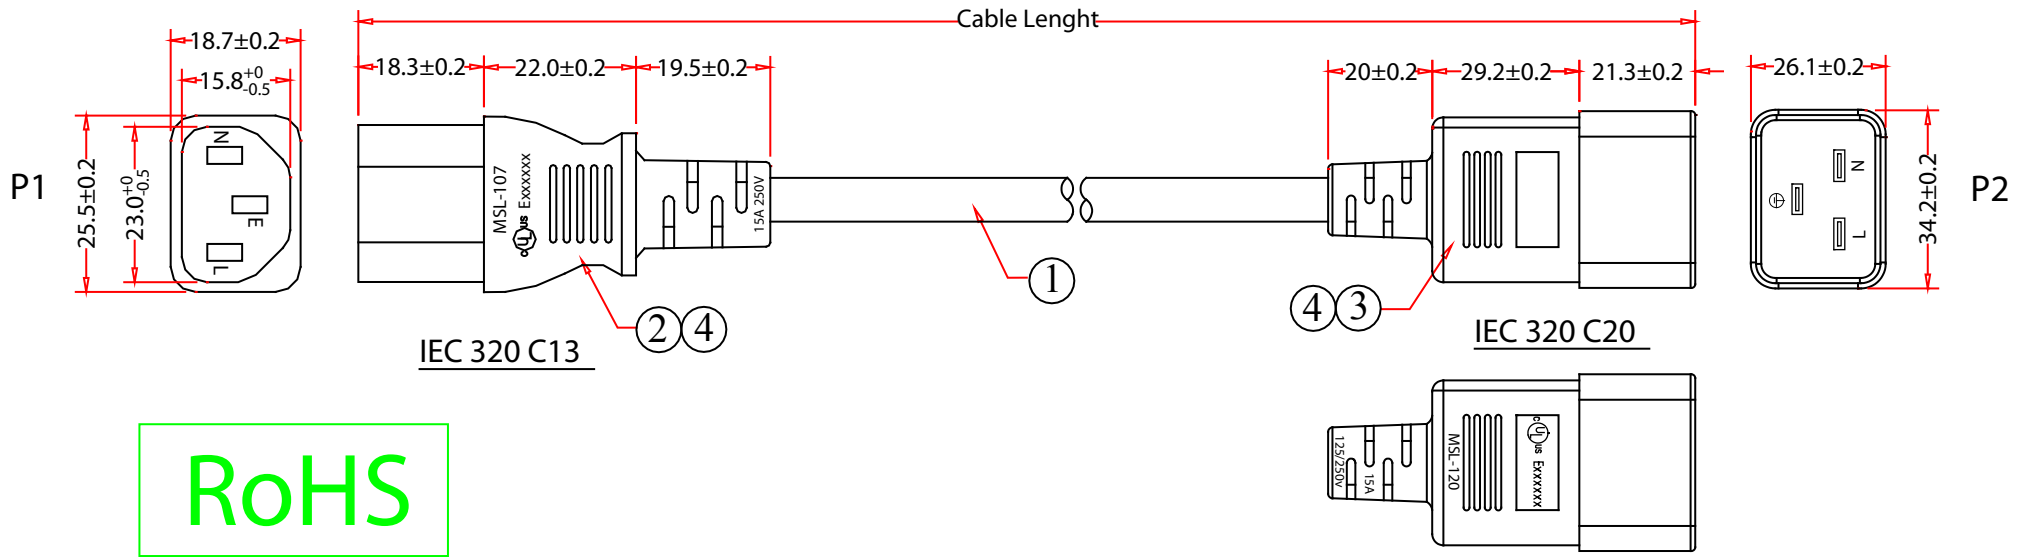 Cable Lenght
18.7±0.2
15.8 +0 -0.5
18.3±0.2 22.0±0.2 19.5±0.2
20±0.2 29.2±0.2 21.3±0.2
26.1±0.2
P1
25.5±0.2
23.0 +0 -0.5
N
E
L
MSL-107
c UL us Exxxxxx
15A 250V
1
2 4
4 3
IEC 320 C13
IEC 320 C20
N
L
34.2±0.2
P2
RoHS
125/250v
15A
MSL-120
c UL us Exxxxxx